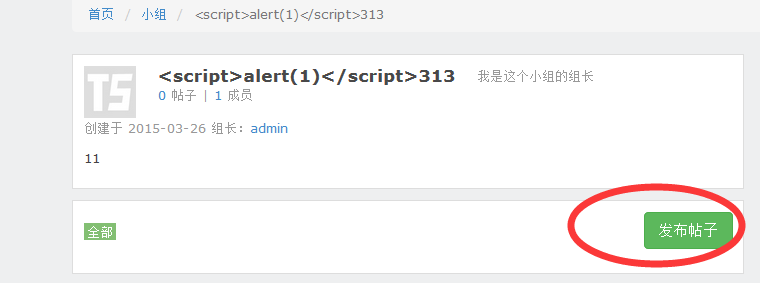 首页 / 小组 / <script>alert(1)</script>313
TS
<script>alert(1)</script>313 我是这个小组的组长
0 帖子 | 1 成员
创建于 2015-03-26 组长：admin
11
全部
发布帖子